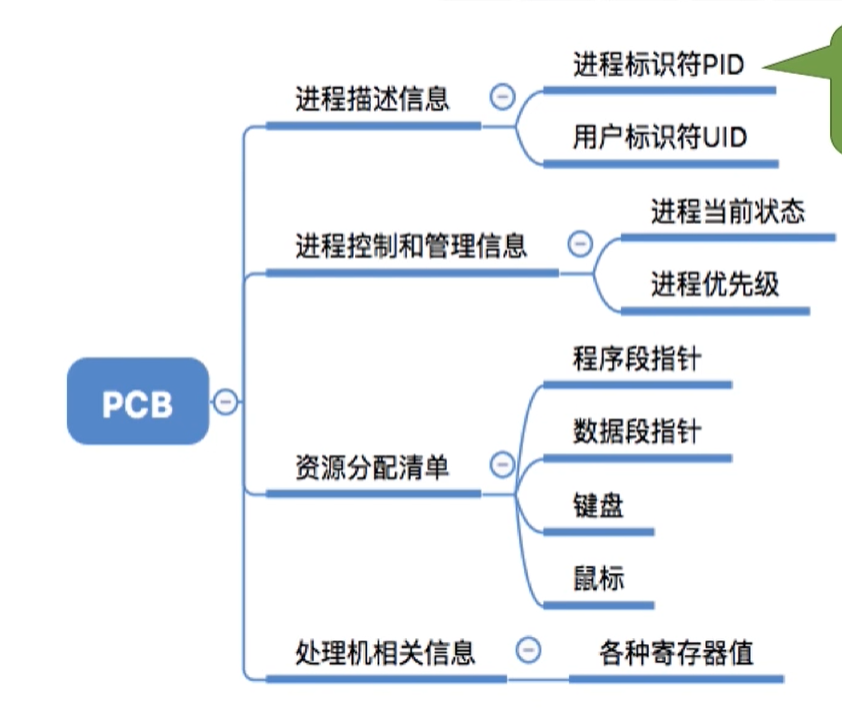 进程标识符PID
进程描述信息
用户标识符UID
进程当前状态
进程控制和管理信息
进程优先级
程序段指针
PCB
数据段指针
资源分配清单
键盘
鼠标
处理机相关信息
各种寄存器值